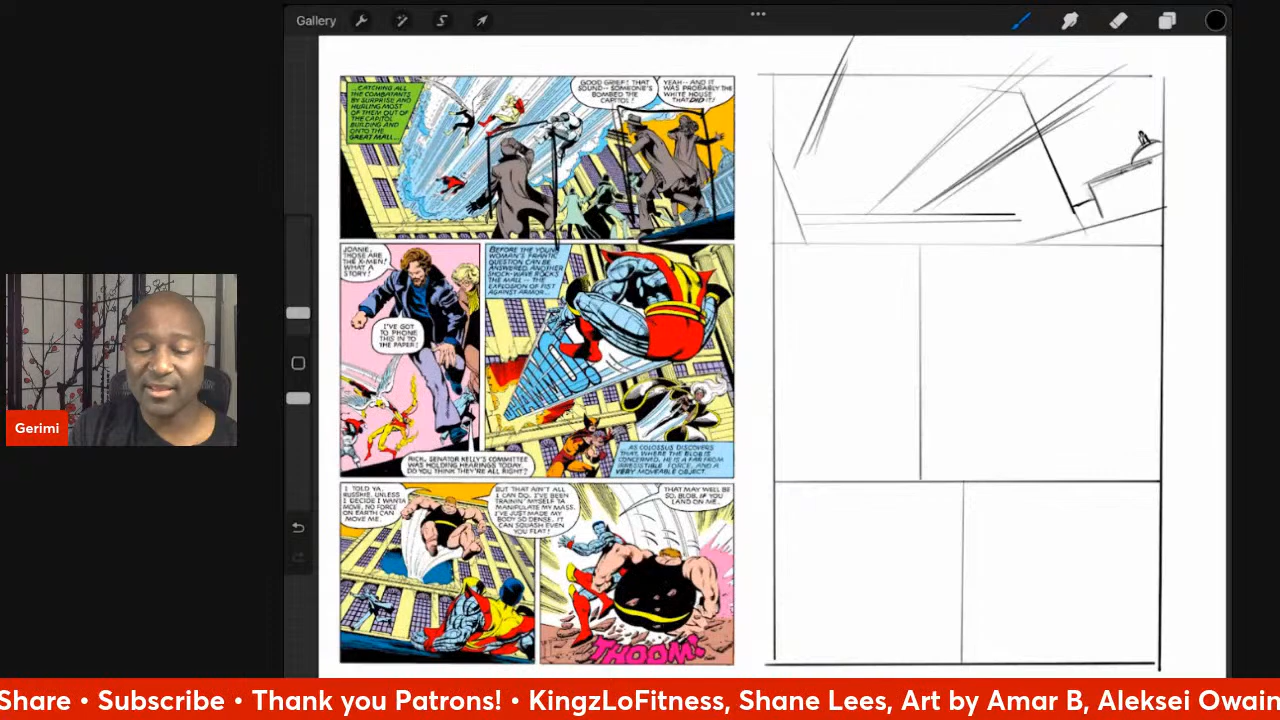 Gallery
...CATCHING ALL
THE COMBATANTS
BY SURPRISE AND
HURLING MOST
OF THEM OUT OF
THE CAPITOL
BUILDING AND
ONTO THE
GREAT MALL...
GOOD GRIEF! THAT
SOUND-- SOMEONE'S
BOMBED THE
CAPITOL!
YEAH-- AND IT
WAS PROBABLY THE
WHITE HOUSE
THAT DID IT!
JOANIE,
THOSE ARE
THE X-MEN!
WHAT A
STORY!
I'VE GOT
TO PHONE
THIS IN TO
THE PAPER!
RICK, SENATOR KELLY'S COMMITTEE
WAS HOLDING HEARINGS TODAY.
DO YOU THINK THEY'RE ALL RIGHT?
BEFORE THE YOUNG
WOMAN'S FRANTIC
QUESTION CAN BE
ANSWERED, ANOTHER
SHOCK-WAVE ROCKS
THE MALL -- THE
EXPLOSION OF FIST
AGAINST ARMOR...
AS COLOSSUS DISCOVERS
THAT, WHERE THE BLOB IS
CONCERNED, HE IS A FAR FROM
IRRESISTIBLE FORCE, AND A
VERY MOVEABLE OBJECT.
I TOLD YA,
RUSSKIE, UNLESS
I DECIDE I WANTA
MOVE, NO FORCE
ON EARTH CAN
MOVE ME.
BUT THAT AIN'T ALL
I CAN DO. I'VE BEEN
TRAININ' MYSELF TA
MANIPULATE MY MASS.
I'VE JUST MADE MY
BODY SO DENSE, IT
CAN SQUASH EVEN
YOU FLAT!
THAT MAY WELL BE
SO, BLOB, IF YOU
LAND ON ME.
THOOM!
Gerimi
Share • Subscribe • Thank you Patrons! • KingzLoFitness, Shane Lees, Art by Amar B, Aleksei Owain